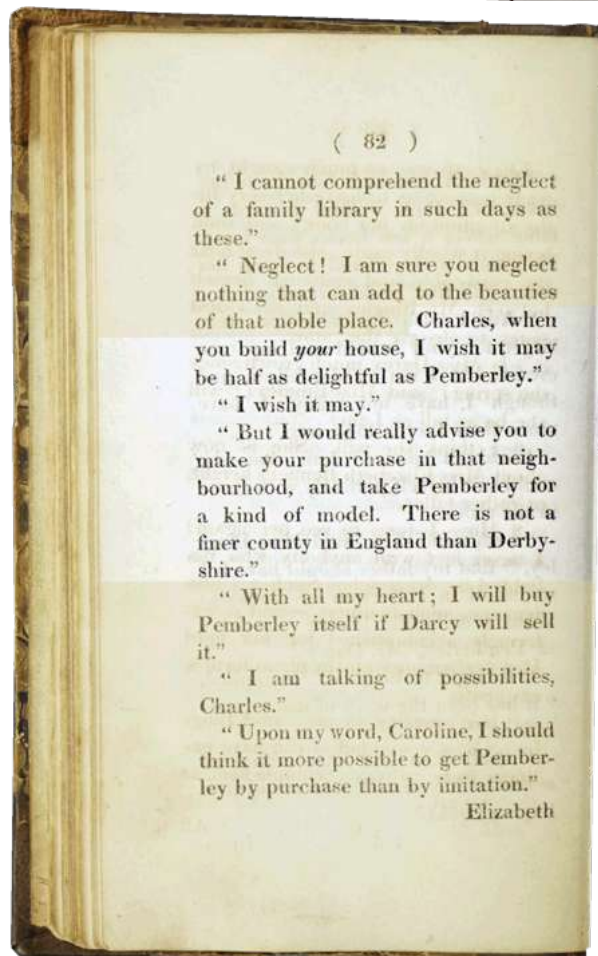 ( 82 )
“ I cannot comprehend the neglect
of a family library in such days as
these.”
“ Neglect! I am sure you neglect
nothing that can add to the beauties
of that noble place. Charles, when
you build your house, I wish it may
be half as delightful as Pemberley.”
“ I wish it may.”
“ But I would really advise you to
make your purchase in that neigh-
bourhood, and take Pemberley for
a kind of model. There is not a
finer county in England than Derby-
shire.”
“ With all my heart; I will buy
Pemberley itself if Darcy will sell
it.”
“ I am talking of possibilities,
Charles.”
“ Upon my word, Caroline, I should
think it more possible to get Pember-
ley by purchase than by imitation.”
Elizabeth